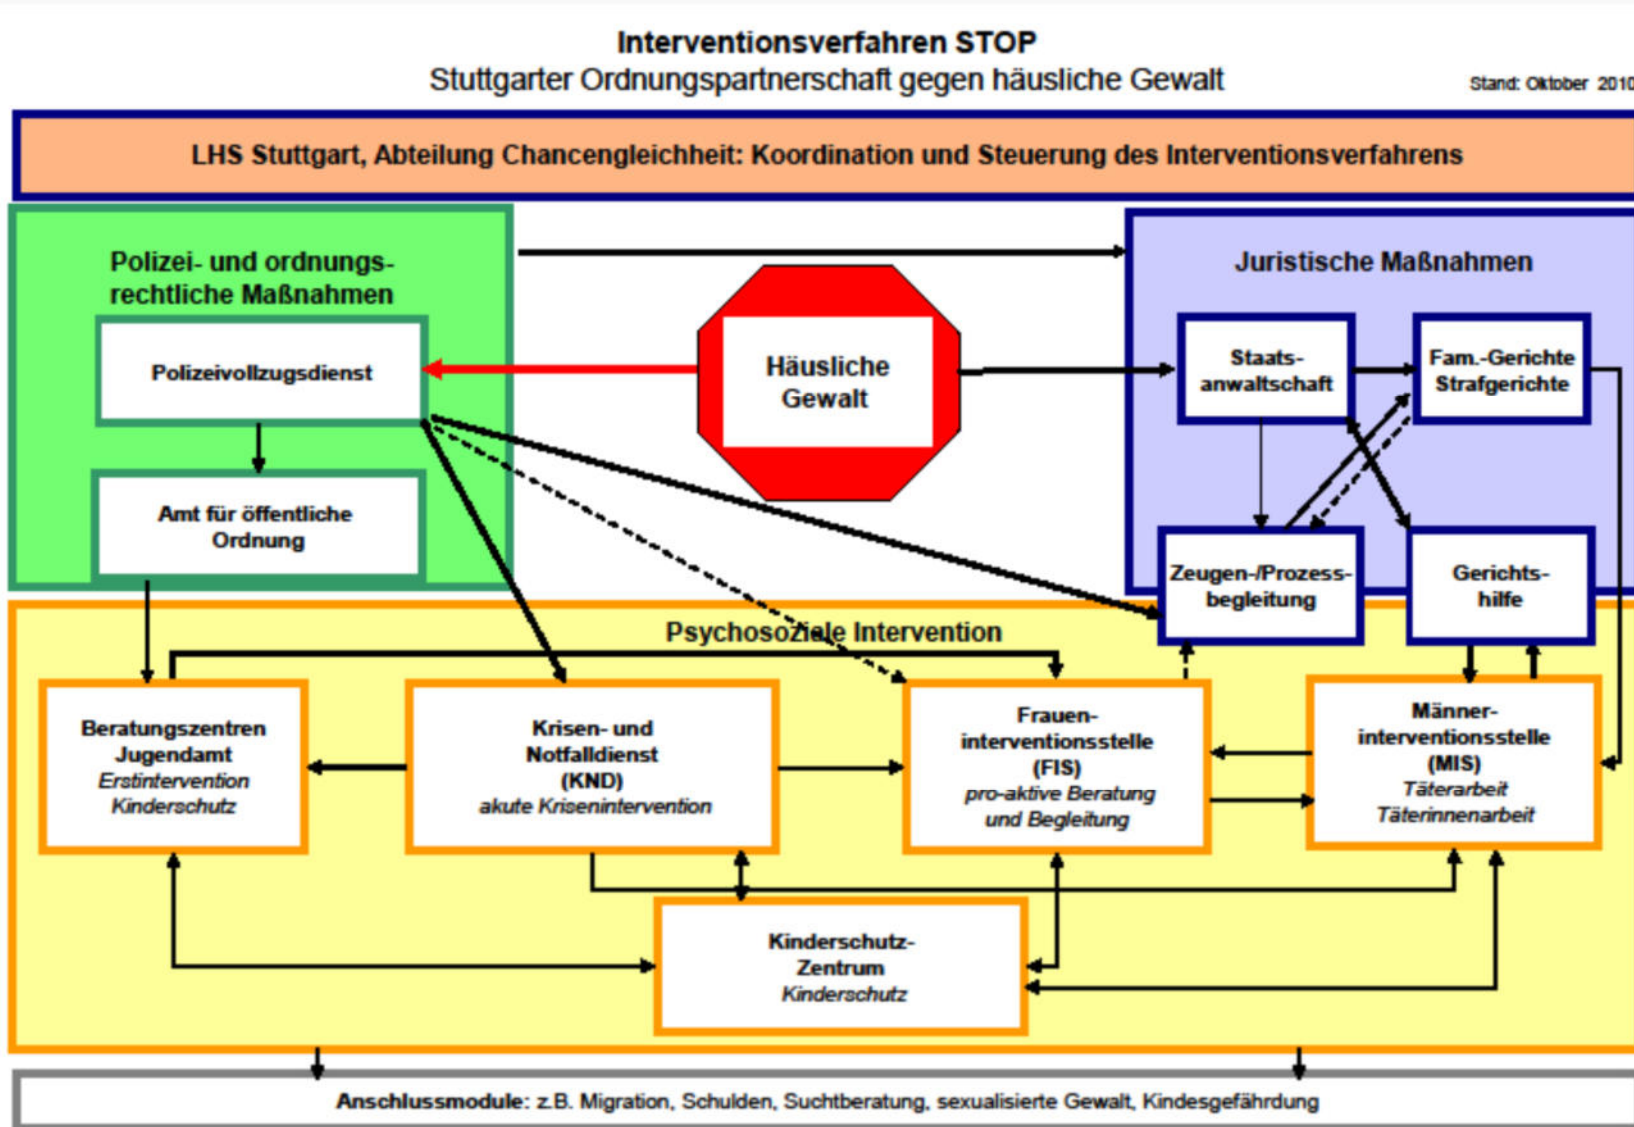 Interventionsverfahren STOP
Stuttgarter Ordnungspartnerschaft gegen häusliche Gewalt
Stand: Oktober 2010
LHS Stuttgart, Abteilung Chancengleichheit: Koordination und Steuerung des Interventionsverfahrens
Polizei- und ordnungs-
rechtliche Maßnahmen
Juristische Maßnahmen
Polizeivollzugsdienst
Häusliche
Gewalt
Staats-
anwaltschaft
Fam.-Gerichte
Strafgerichte
Amt für öffentliche
Ordnung
Zeugen-/Prozess-
begleitung
Gerichts-
hilfe
Psychosoziale Intervention
Beratungszentren
Jugendamt
Erstintervention
Kinderschutz
Krisen- und
Notfalldienst
(KND)
akute Krisenintervention
Frauen-
interventionsstelle
(FIS)
pro-aktive Beratung
und Begleitung
Männer-
interventionsstelle
(MIS)
Täterarbeit
Täterinnenarbeit
Kinderschutz-
Zentrum
Kinderschutz
Anschlussmodule: z.B. Migration, Schulden, Suchtberatung, sexualisierte Gewalt, Kindesgefährdung